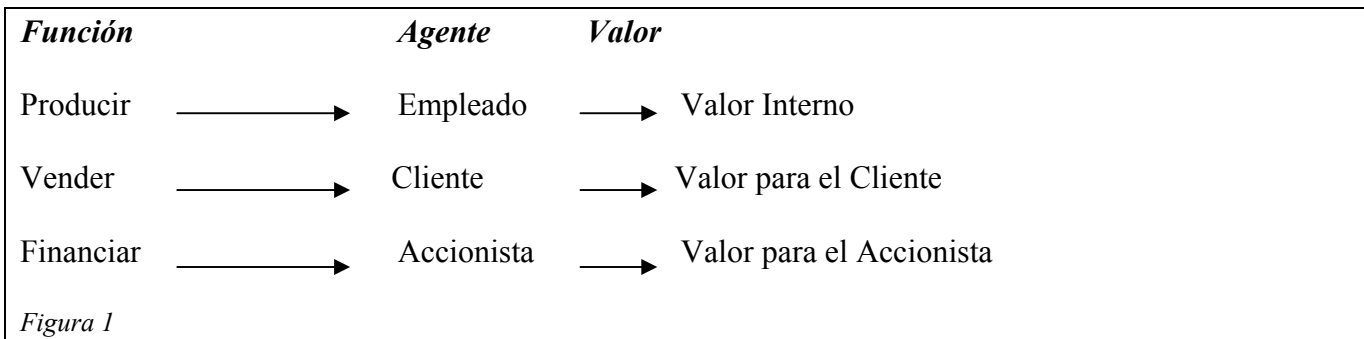 Función Agente Valor
Producir Empleado Valor Interno
Vender Cliente Valor para el Cliente
Financiar Accionista Valor para el Accionista
Figura 1